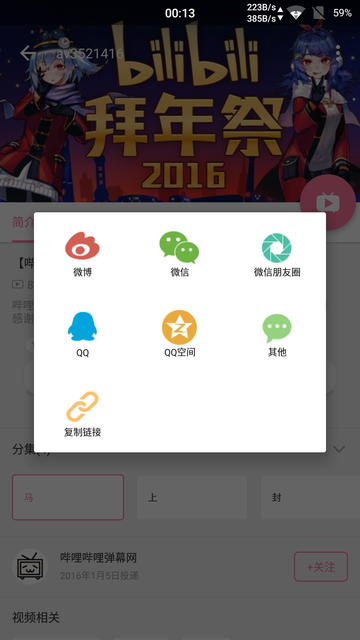 00:13
223B/s
385B/s
59%
av3521416
bilibili
拜年祭
2016
简介
【哔
微博
微信
微信朋友圈
哔哩
感谢
QQ
QQ空间
其他
复制链接
分集(4)
马
上
封
哔哩哔哩弹幕网
2016年1月5日投递
+关注
视频相关